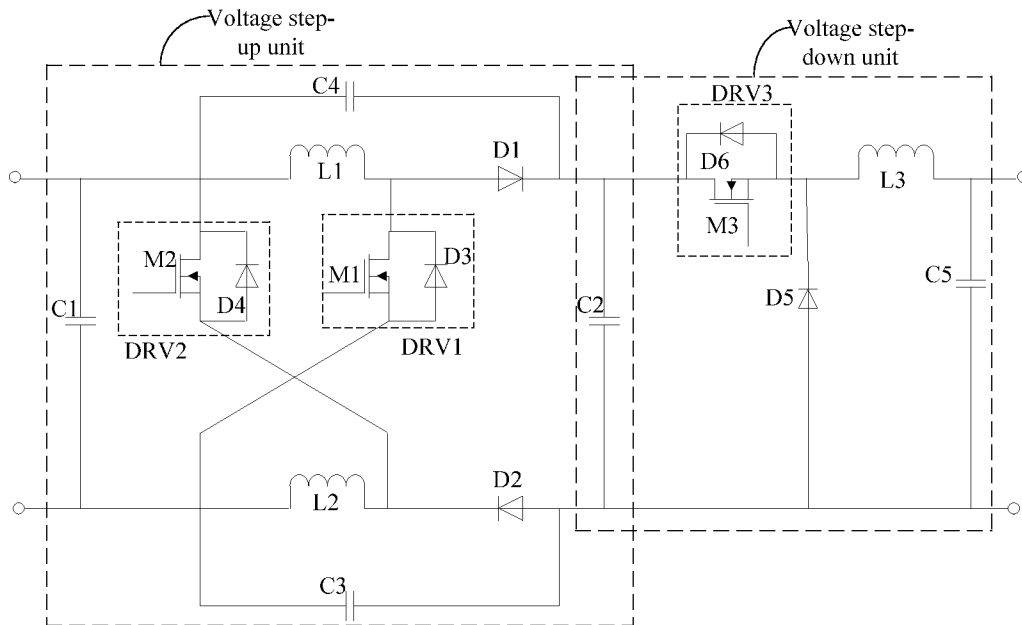 Voltage step-
up unit
Voltage step-
down unit
C4
DRV3
L1
D1
D6
L3
M3
M2
D4
M1
D3
C1
C2
D5
C5
DRV2
DRV1
L2
D2
C3